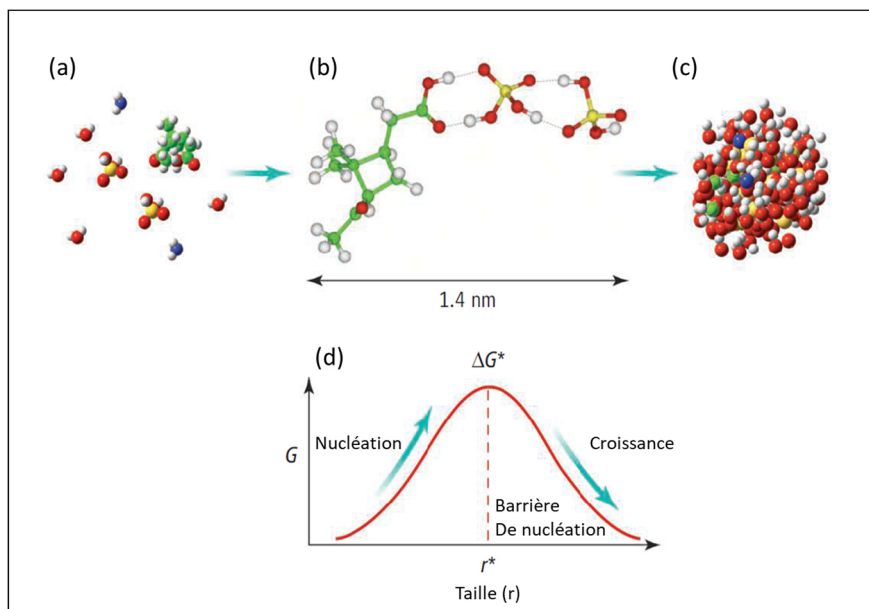 (a)
(b)
(c)
1.4 nm
(d)
ΔG*
Nucléation
Croissance
G
Barrière
De nucléation
r*
Taille (r)